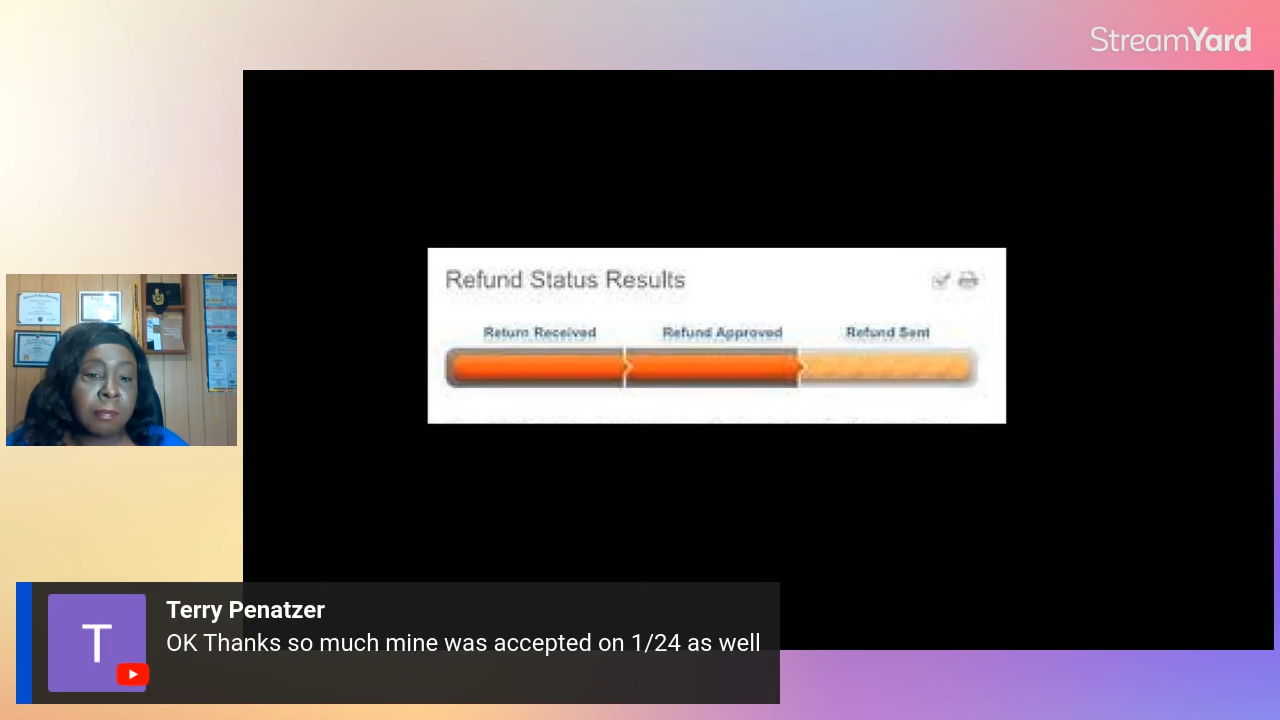 StreamYard
Refund Status Results
Return Received
Refund Approved
Refund Sent
T
Terry Penatzer
OK Thanks so much mine was accepted on 1/24 as well